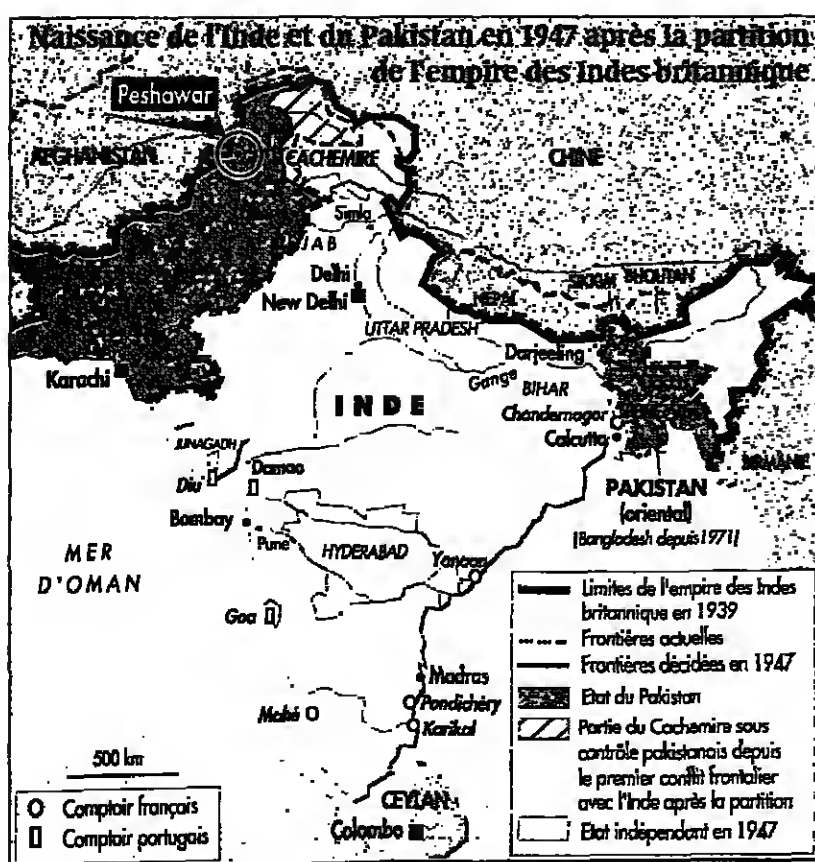 Naissance de l'Inde et du Pakistan en 1947 après la partition
de l'empire des Indes britannique
Peshawar
AFGHANISTAN
CACHEMIRE
CHINE
Simla
JAB
Delhi
New Delhi
NEPAL
SIKKIM
BHOUTAN
UTTAR PRADESH
Darjeeling
Karachi
Gange
BIHAR
INDE
Chandernagor
Calcutta
JUNAGADH
Damao
Diu
BIRMANIE
PAKISTAN
(oriental)
[Bangladesh depuis 1971]
Bombay
Pune
HYDERABAD
Yanaon
MER
D'OMAN
Goa
Limites de l'empire des Indes
britannique en 1939
Frontières actuelles
Frontières décidées en 1947
Madras
Etat du Pakistan
Mahé
Pondichéry
Karikal
Partie du Cachemire sous
contrôle pakistanais depuis
le premier conflit frontalier
avec l'Inde après la partition
500 km
Comptoir français
Comptoir portugais
CEYLAN
Colombo
Etat indépendant en 1947